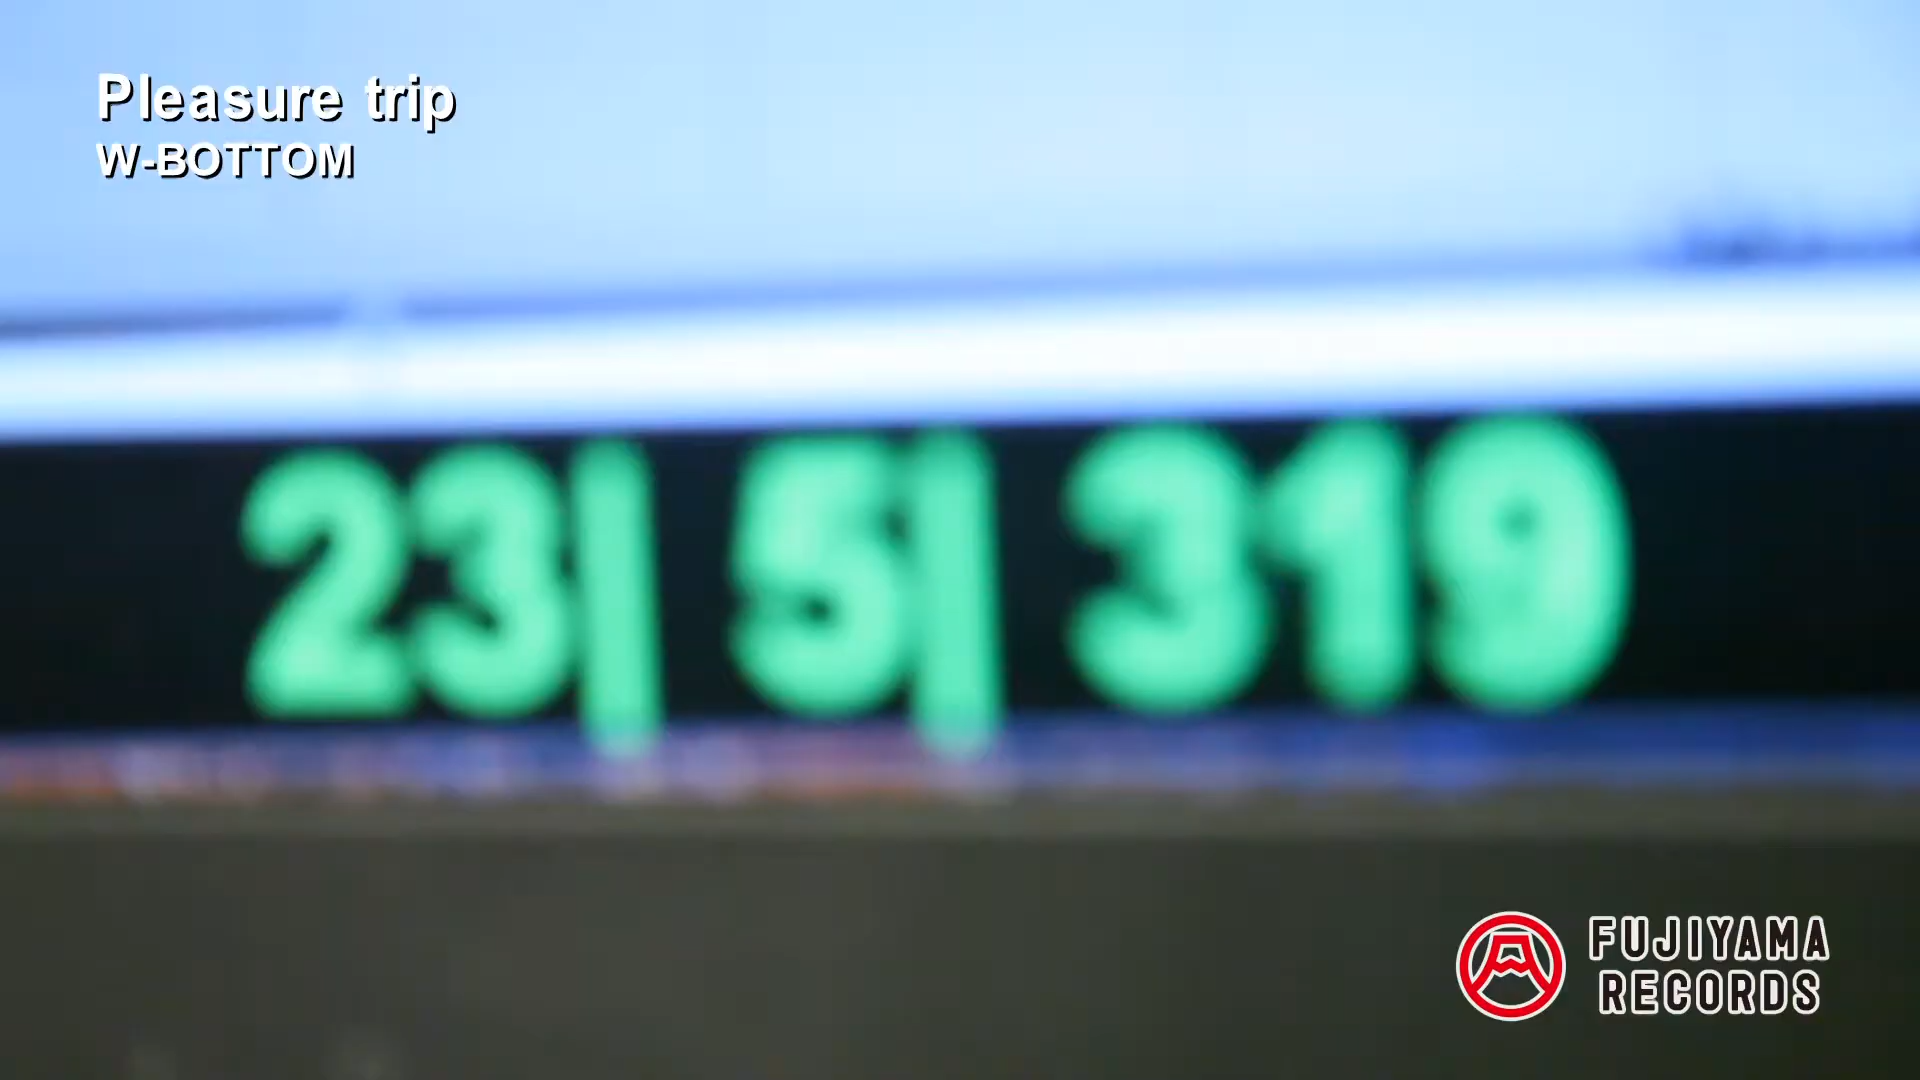 Pleasure trip
W-BOTTOM
23| 5| 319
FUJIYAMA
RECORDS